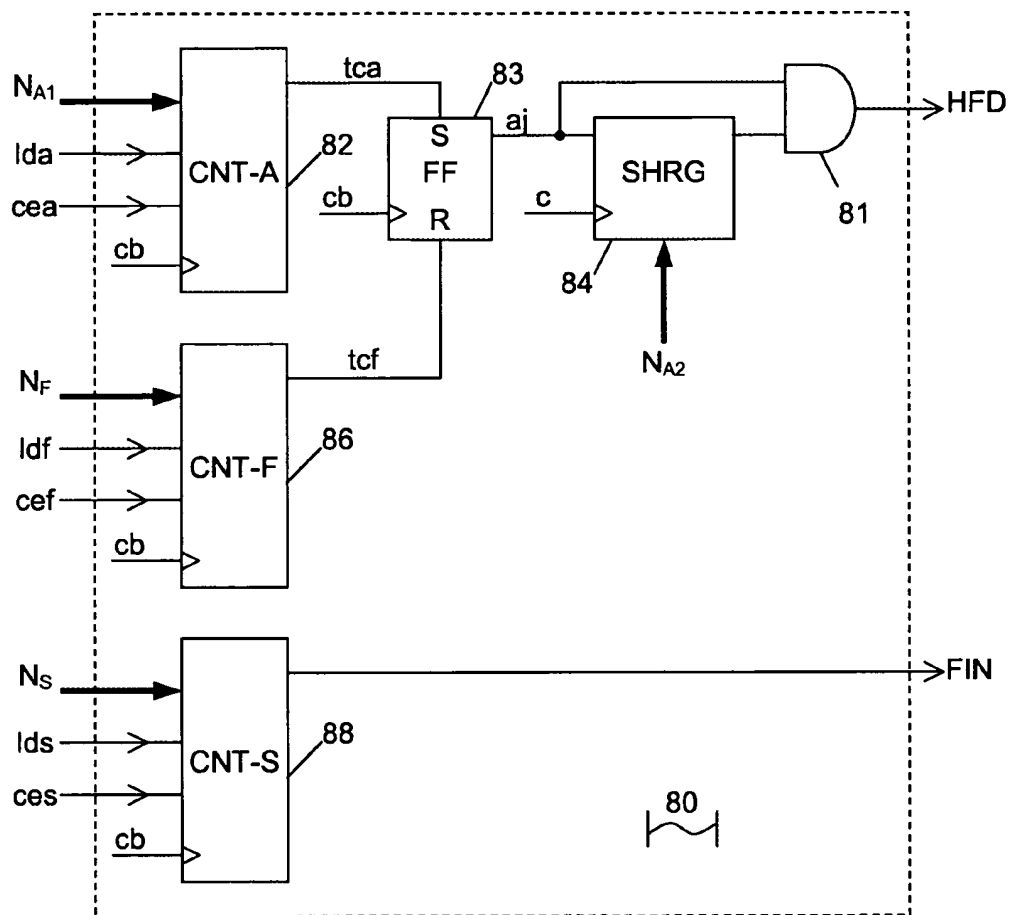 tca
83
N_A1
HFD
aj
S
lda
82
CNT-A
FF
SHRG
cea
cb
c
R
81
cb
84
N_F
tcf
N_A2
ldf
86
CNT-F
cef
cb
N_S
FIN
lds
88
CNT-S
ces
80
cb